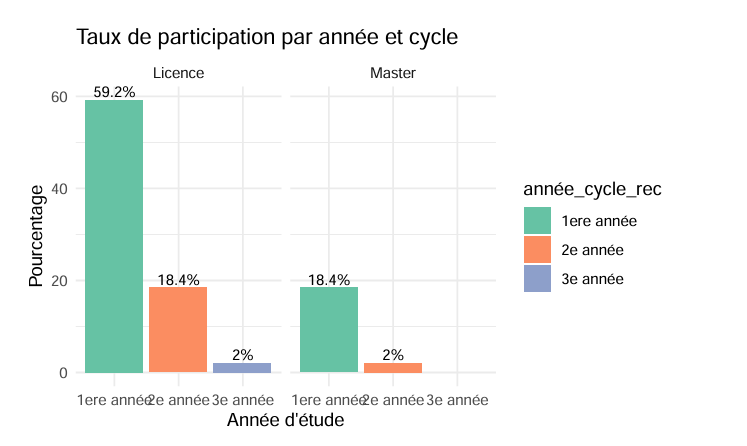 Taux de participation par année et cycle
Licence
Master
60
40
20
0
Pourcentage
59.2%
18.4%
2%
18.4%
2%
1ere année
2e année
3e année
1ere année
2e année
3e année
Année d'étude
année_cycle_rec
1ere année
2e année
3e année